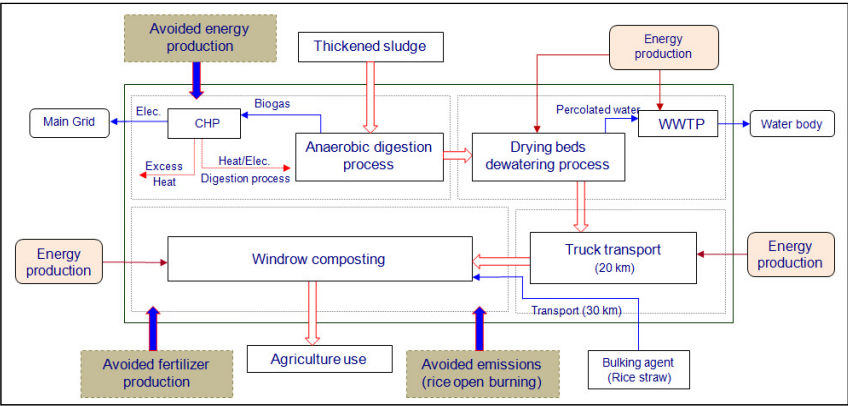 Avoided energy
production
Thickened sludge
Energy
production
Main Grid
Elec.
CHP
Biogas
Anaerobic digestion
process
Excess
Heat
Heat/Elec.
Digestion process
Percolated water
Drying beds
dewatering process
WWTP
Water body
Energy
production
Windrow composting
Truck transport
(20 km)
Energy
production
Transport (30 km)
Avoided fertilizer
production
Agriculture use
Avoided emissions
(rice open burning)
Bulking agent
(Rice straw)